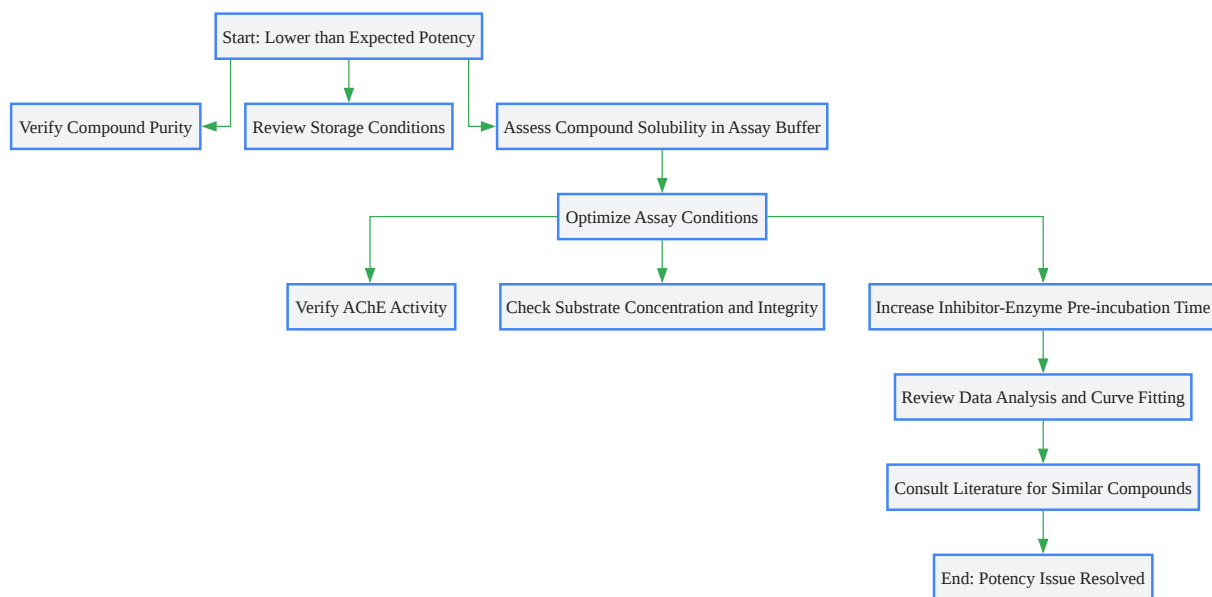 Start: Lower than Expected Potency
Verify Compound Purity
Review Storage Conditions
Assess Compound Solubility in Assay Buffer
Optimize Assay Conditions
Verify AChE Activity
Check Substrate Concentration and Integrity
Increase Inhibitor-Enzyme Pre-incubation Time
Review Data Analysis and Curve Fitting
Consult Literature for Similar Compounds
End: Potency Issue Resolved